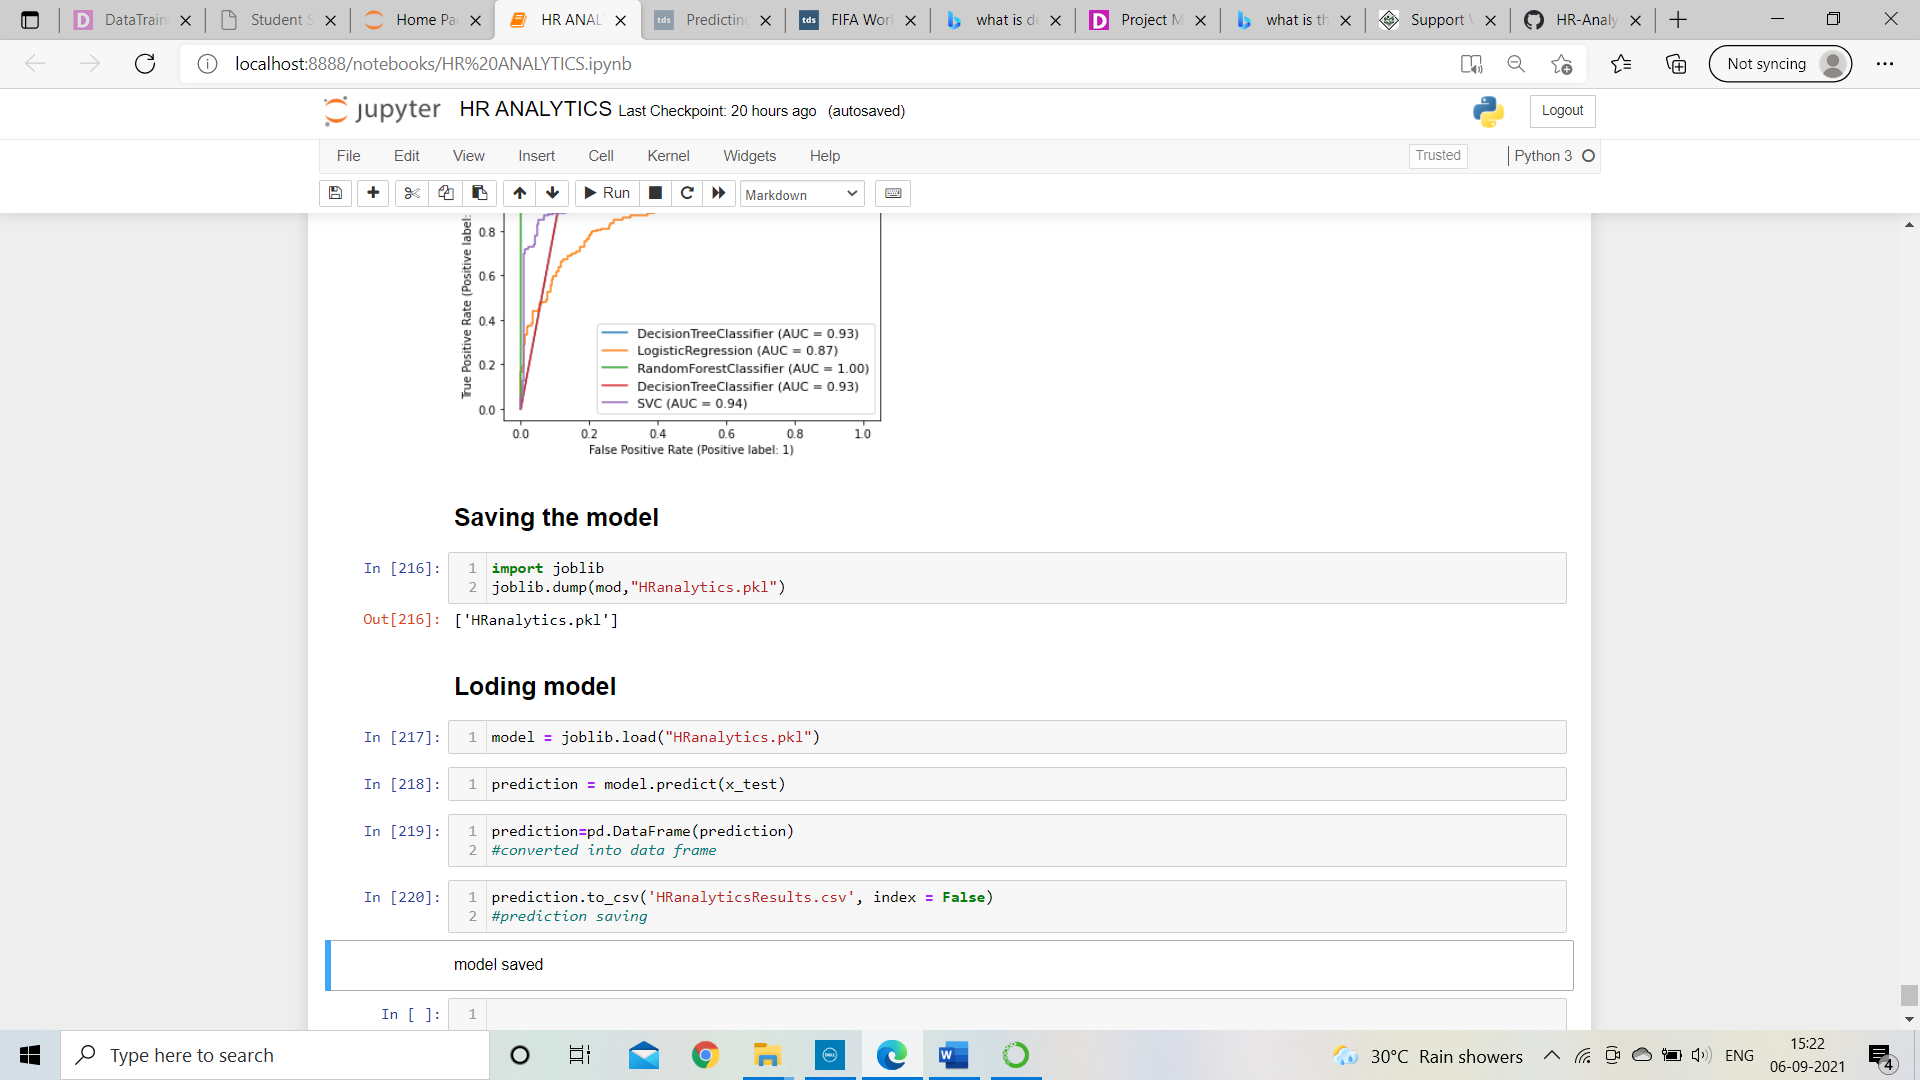 DataTrain
Student S
Home Pa
HR ANAL
Predicting
FIFA Worl
what is de
Project M
what is th
Support V
HR-Analy
localhost:8888/notebooks/HR%20ANALYTICS.ipynb
Not syncing
jupyter HR ANALYTICS Last Checkpoint: 20 hours ago (autosaved)
Logout
File Edit View Insert Cell Kernel Widgets Help
Trusted
Python 3
Run
Markdown
True Positive Rate (Positive label:
0.8
0.6
0.4
0.2
0.0
DecisionTreeClassifier (AUC = 0.93)
LogisticRegression (AUC = 0.87)
RandomForestClassifier (AUC = 1.00)
DecisionTreeClassifier (AUC = 0.93)
SVC (AUC = 0.94)
0.0 0.2 0.4 0.6 0.8 1.0
False Positive Rate (Positive label: 1)
Saving the model
In [216]:
1 import joblib
2 joblib.dump(mod,"HRanalytics.pkl")
Out[216]: ['HRanalytics.pkl']
Loding model
In [217]: 1 model = joblib.load("HRanalytics.pkl")
In [218]: 1 prediction = model.predict(x_test)
In [219]: 1 prediction=pd.DataFrame(prediction)
2 #converted into data frame
In [220]: 1 prediction.to_csv('HRanalyticsResults.csv', index = False)
2 #prediction saving
model saved
In [ ]: 1
Type here to search
30°C Rain showers
ENG
15:22
06-09-2021
4